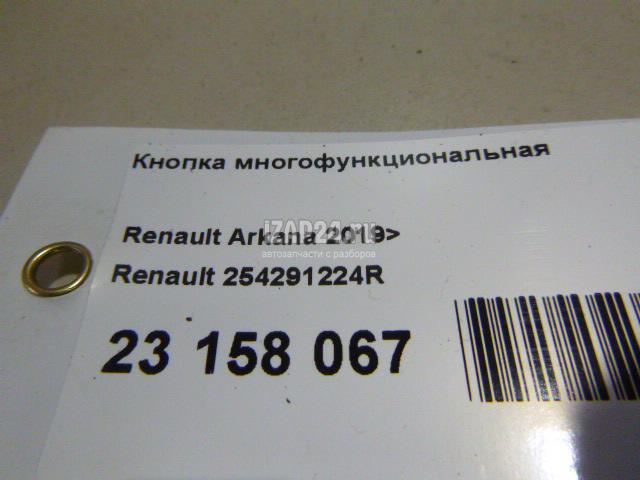 Кнопка многофункциональная
Renault Arkana 2019>
iZAP24.ru
автозапчасти с разборов
Renault 254291224R
23 158 067